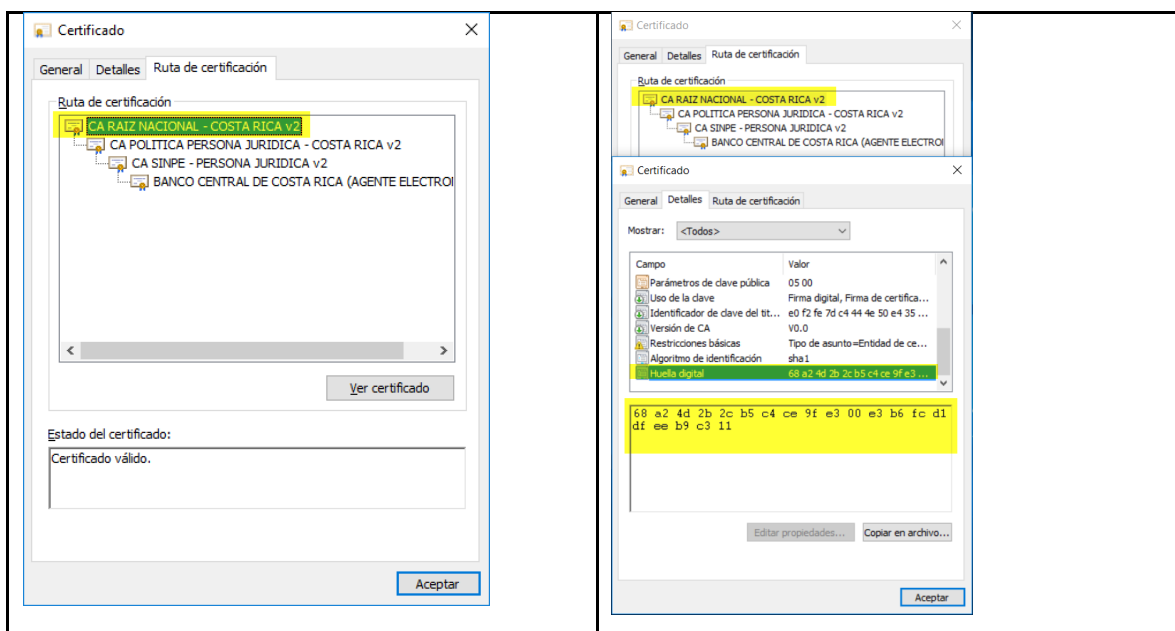 Certificado
General Detalles Ruta de certificación
Ruta de certificación
CA RAIZ NACIONAL - COSTA RICA v2
CA POLITICA PERSONA JURIDICA - COSTA RICA v2
CA SINPE - PERSONA JURIDICA v2
BANCO CENTRAL DE COSTA RICA (AGENTE ELECTROI
Ver certificado
Estado del certificado:
Certificado válido.
Aceptar
Certificado
General Detalles Ruta de certificación
Ruta de certificación
CA RAIZ NACIONAL - COSTA RICA v2
CA POLITICA PERSONA JURIDICA - COSTA RICA v2
CA SINPE - PERSONA JURIDICA v2
BANCO CENTRAL DE COSTA RICA (AGENTE ELECTROI
Certificado
General Detalles Ruta de certificación
Mostrar: <Todos>
Campo Valor
Parámetros de clave pública 05 00
Uso de la clave Firma digital, Firma de certifica...
Identificador de clave del tit... e0 f2 fe 7d c4 44 4e 50 e4 35 ...
Versión de CA V0.0
Restricciones básicas Tipo de asunto=Entidad de ce...
Algoritmo de identificación sha1
Huella digital 68 a2 4d 2b 2c b5 c4 ce 9f e3 ...
68 a2 4d 2b 2c b5 c4 ce 9f e3 00 e3 b6 fc d1
df ee b9 c3 11
Editar propiedades... Copiar en archivo...
Aceptar